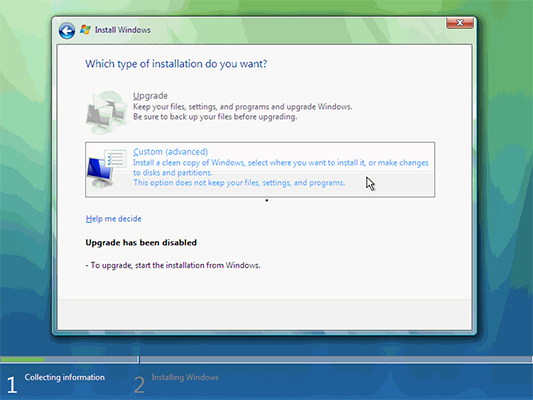 Install Windows
Which type of installation do you want?
Upgrade
Keep your files, settings, and programs and upgrade Windows.
Be sure to back up your files before upgrading.
Custom (advanced)
Install a clean copy of Windows, select where you want to install it, or make changes
to disks and partitions.
This option does not keep your files, settings, and programs.
Help me decide
Upgrade has been disabled
- To upgrade, start the installation from Windows.
1 Collecting information
2 Installing Windows